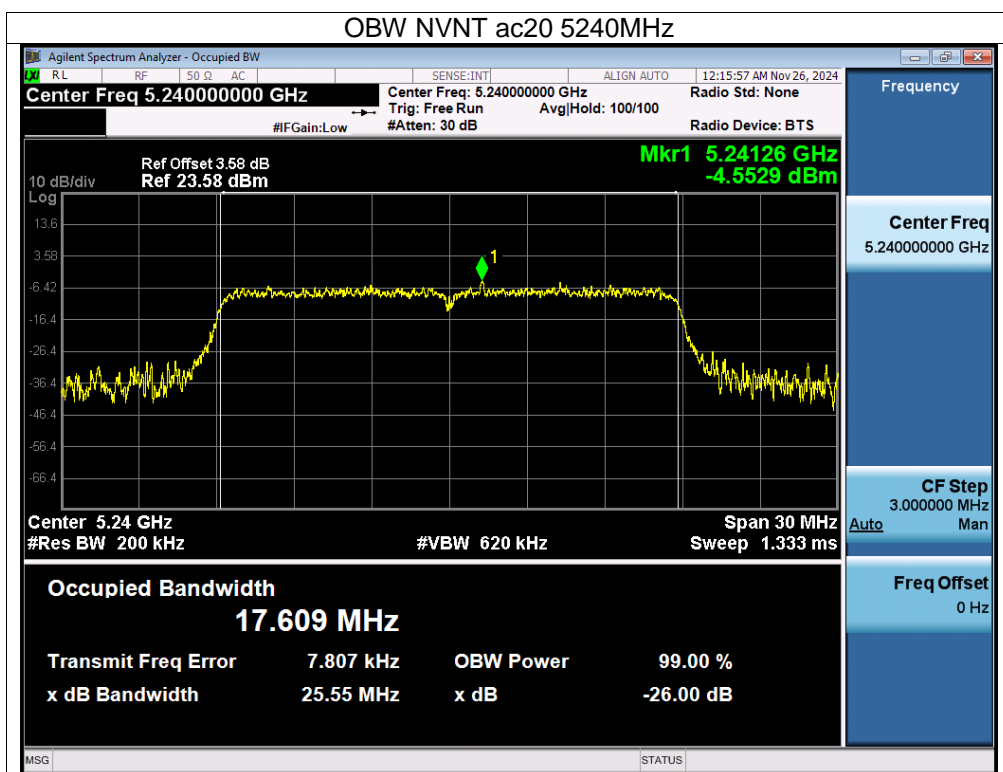 OBW NVNT ac20 5240MHz
Agilent Spectrum Analyzer - Occupied BW
LXI RL RF 50 Ω AC SENSE:INT ALIGN AUTO 12:15:57 AM Nov 26, 2024
Center Freq 5.240000000 GHz Center Freq: 5.240000000 GHz Radio Std: None
Trig: Free Run Avg|Hold: 100/100
#IFGain:Low #Atten: 30 dB Radio Device: BTS
Mkr1 5.24126 GHz
-4.5529 dBm
Ref Offset 3.58 dB
10 dB/div Ref 23.58 dBm
Log
13.6
3.58
-6.42
-16.4
-26.4
-36.4
-46.4
-56.4
-66.4
1
Center 5.24 GHz Span 30 MHz
#Res BW 200 kHz #VBW 620 kHz Sweep 1.333 ms
Occupied Bandwidth
17.609 MHz
Transmit Freq Error 7.807 kHz OBW Power 99.00 %
x dB Bandwidth 25.55 MHz x dB -26.00 dB
MSG STATUS
Frequency
Center Freq
5.240000000 GHz
CF Step
3.000000 MHz
Auto Man
Freq Offset
0 Hz